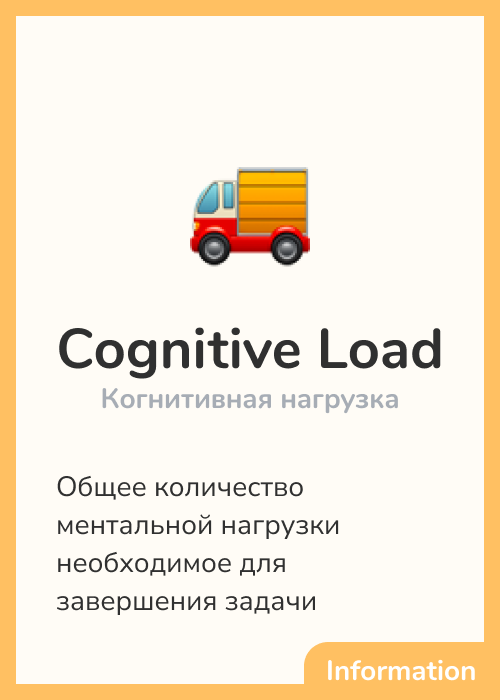 Cognitive Load
Когнитивная нагрузка
Общее количество
ментальной нагрузки
необходимое для
завершения задачи
Information